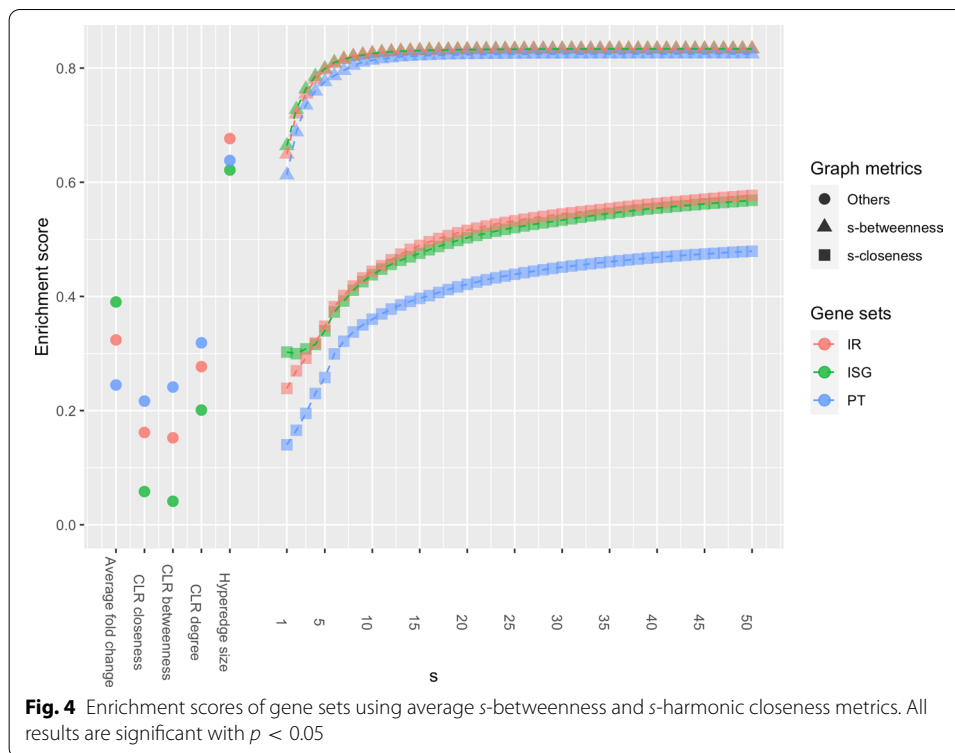 Enrichment score
0.8
0.6
0.4
0.2
0.0
Average fold change
CLR closeness
CLR betweenness
CLR degree
Hyperedge size
1
5
10
15
20
25
30
35
40
45
50
s
Graph metrics
Others
s-betweenness
s-closeness
Gene sets
IR
ISG
PT
Fig. 4 Enrichment scores of gene sets using average s-betweenness and s-harmonic closeness metrics. All
results are significant with p < 0.05